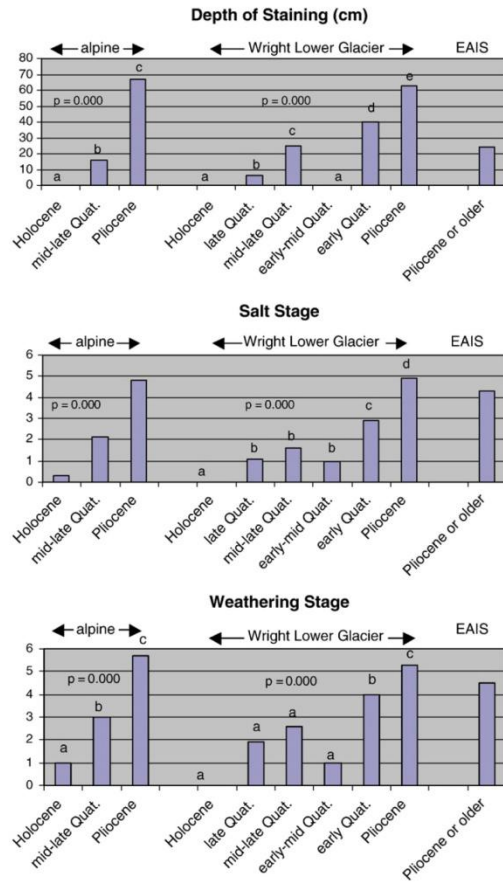 Depth of Staining (cm)
alpine Wright Lower Glacier EAIS
80
70
60
50
40
30
20
10
0
p = 0.000 p = 0.000
a b c a b c a d e
Holocene mid-late Quat. Pliocene Holocene late Quat. mid-late Quat. early-mid Quat. early Quat. Pliocene Pliocene or older
Salt Stage
alpine Wright Lower Glacier EAIS
6
5
4
3
2
1
0
p = 0.000 p = 0.000
a b b b c d
Holocene mid-late Quat. Pliocene Holocene late Quat. mid-late Quat. early-mid Quat. early Quat. Pliocene Pliocene or older
Weathering Stage
alpine Wright Lower Glacier EAIS
6
5
4
3
2
1
0
p = 0.000 p = 0.000
a b c a a a a b c
Holocene mid-late Quat. Pliocene Holocene late Quat. mid-late Quat. early-mid Quat. early Quat. Pliocene Pliocene or older